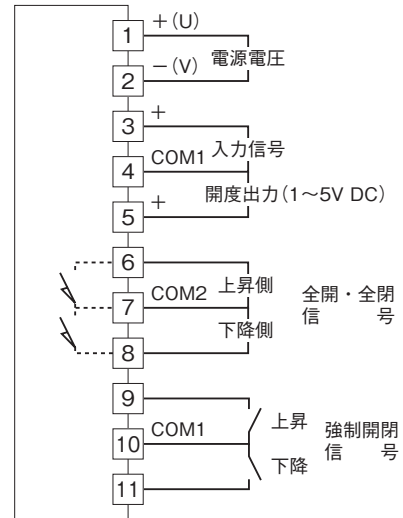 1 +(U)
電源電圧
2 −(V)
3 +
入力信号
4 COM1
開度出力(1～5V DC)
5 +
6
上昇側
7 COM2
全開・全閉
信　　号
下降側
8
9
上昇
10 COM1
強制開閉
信　　号
下降
11